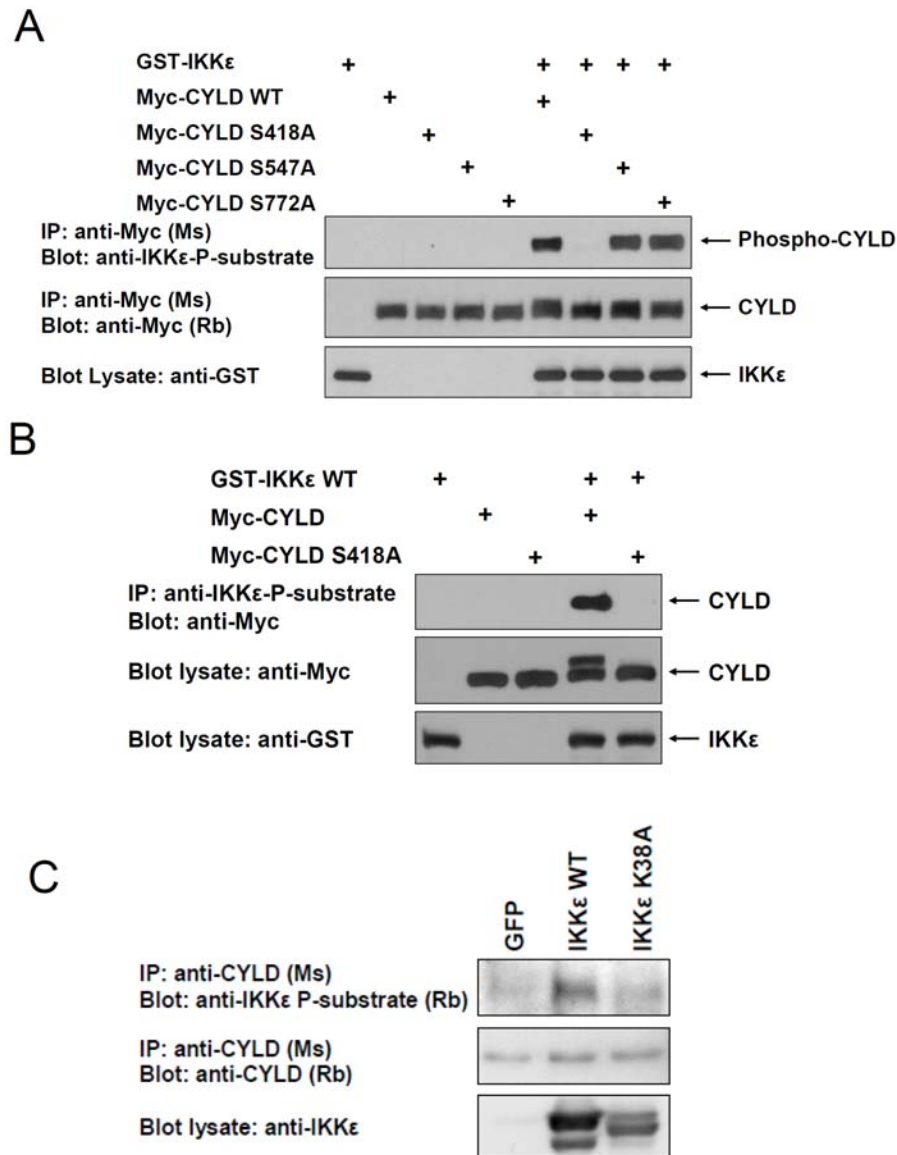 A
GST-IKKε + + + + +
Myc-CYLD WT + +
Myc-CYLD S418A + +
Myc-CYLD S547A + +
Myc-CYLD S772A + +
IP: anti-Myc (Ms)
Blot: anti-IKKε-P-substrate
Phospho-CYLD
IP: anti-Myc (Ms)
Blot: anti-Myc (Rb)
CYLD
Blot Lysate: anti-GST
IKKε
B
GST-IKKε WT + + +
Myc-CYLD + +
Myc-CYLD S418A + +
IP: anti-IKKε-P-substrate
Blot: anti-Myc
CYLD
Blot lysate: anti-Myc
CYLD
Blot lysate: anti-GST
IKKε
C
GFP
IKKε WT
IKKε K38A
IP: anti-CYLD (Ms)
Blot: anti-IKKε P-substrate (Rb)
IP: anti-CYLD (Ms)
Blot: anti-CYLD (Rb)
Blot lysate: anti-IKKε